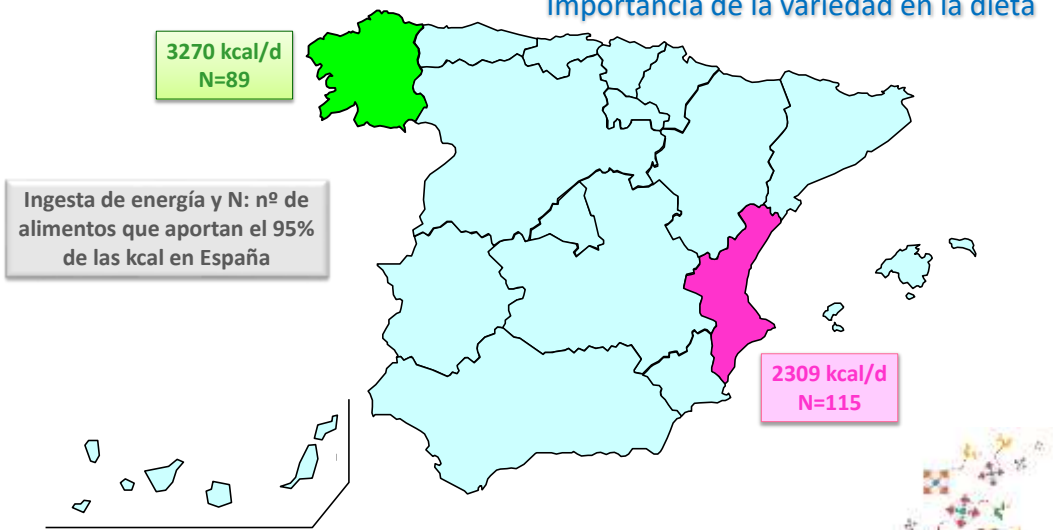 Importancia de la variedad en la dieta
3270 kcal/d
N=89
Ingesta de energía y N: nº de
alimentos que aportan el 95%
de las kcal en España
2309 kcal/d
N=115